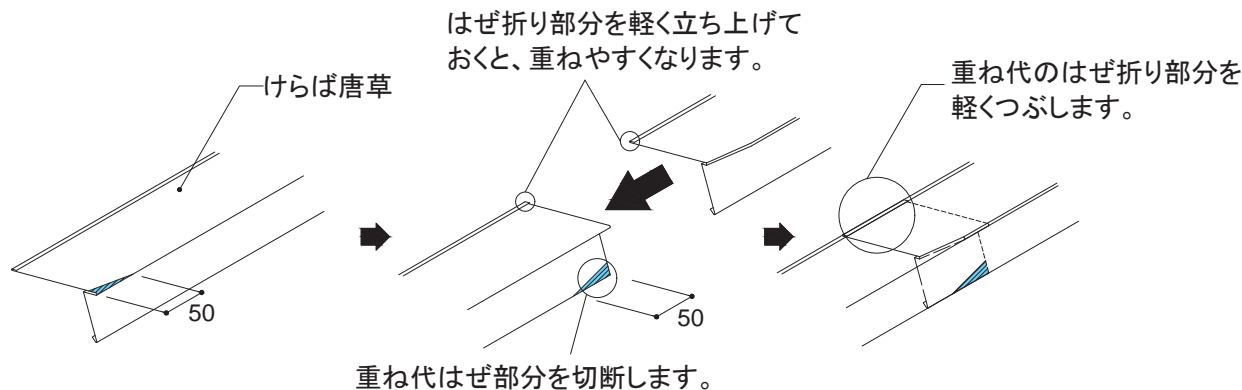 はぜ折り部分を軽く立ち上げて
おくと、重ねやすくなります。
けらば唐草
重ね代のはぜ折り部分を
軽くつぶします。
50
50
重ね代はぜ部分を切断します。